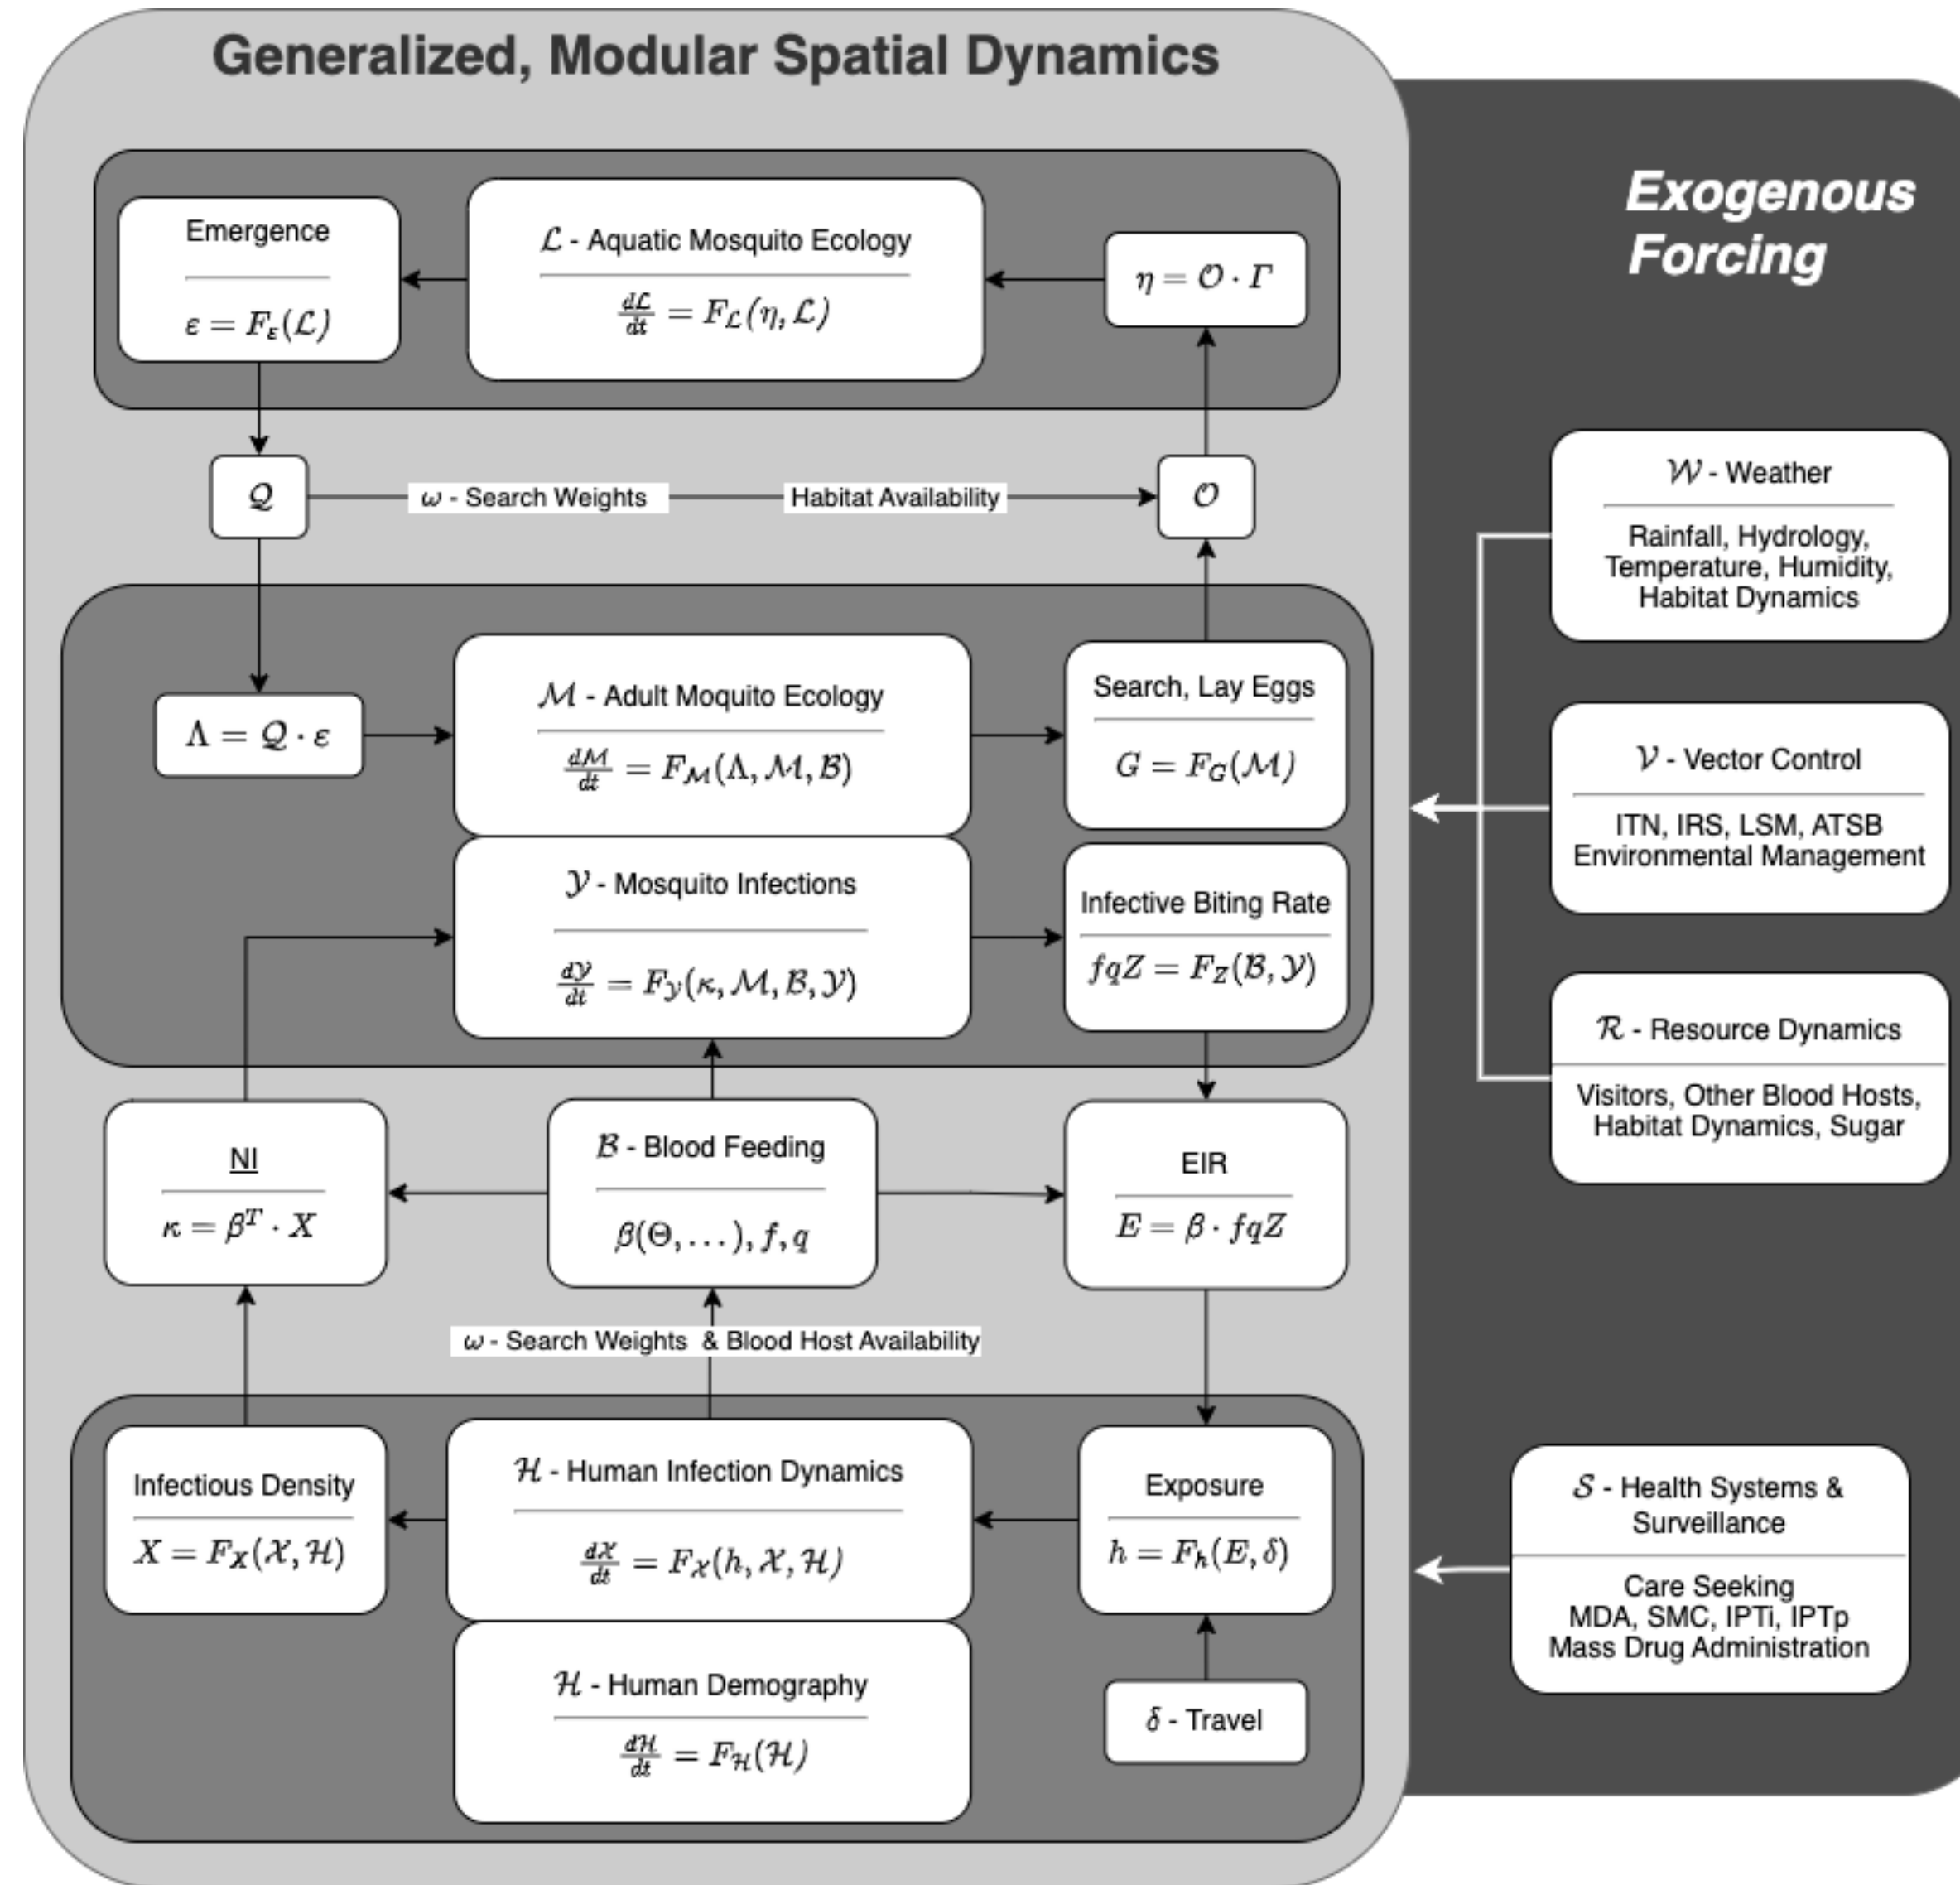 Generalized, Modular Spatial Dynamics
Emergence
ε = F_ε(ℒ)
ℒ - Aquatic Mosquito Ecology
dℒ/dt = F_ℒ(η, ℒ)
η = 𝒪 · Γ
𝒬
ω - Search Weights
Habitat Availability
𝒪
Λ = 𝒬 · ε
ℳ - Adult Moquito Ecology
dℳ/dt = F_ℳ(Λ, ℳ, ℬ)
Search, Lay Eggs
G = F_G(ℳ)
𝒴 - Mosquito Infections
d𝒴/dt = F_𝒴(κ, ℳ, ℬ, 𝒴)
Infective Biting Rate
fqZ = F_Z(ℬ, 𝒴)
NI
κ = β^T · X
ℬ - Blood Feeding
β(Θ, ...), f, q
EIR
E = β · fqZ
ω - Search Weights & Blood Host Availability
Infectious Density
X = F_X(𝒳, ℋ)
ℋ - Human Infection Dynamics
d𝒳/dt = F_𝒳(h, 𝒳, ℋ)
Exposure
h = F_h(E, δ)
ℋ - Human Demography
dℋ/dt = F_ℋ(ℋ)
δ - Travel
Exogenous
Forcing
𝒲 - Weather
Rainfall, Hydrology,
Temperature, Humidity,
Habitat Dynamics
𝒱 - Vector Control
ITN, IRS, LSM, ATSB
Environmental Management
ℛ - Resource Dynamics
Visitors, Other Blood Hosts,
Habitat Dynamics, Sugar
𝒮 - Health Systems &
Surveillance
Care Seeking
MDA, SMC, IPTi, IPTp
Mass Drug Administration